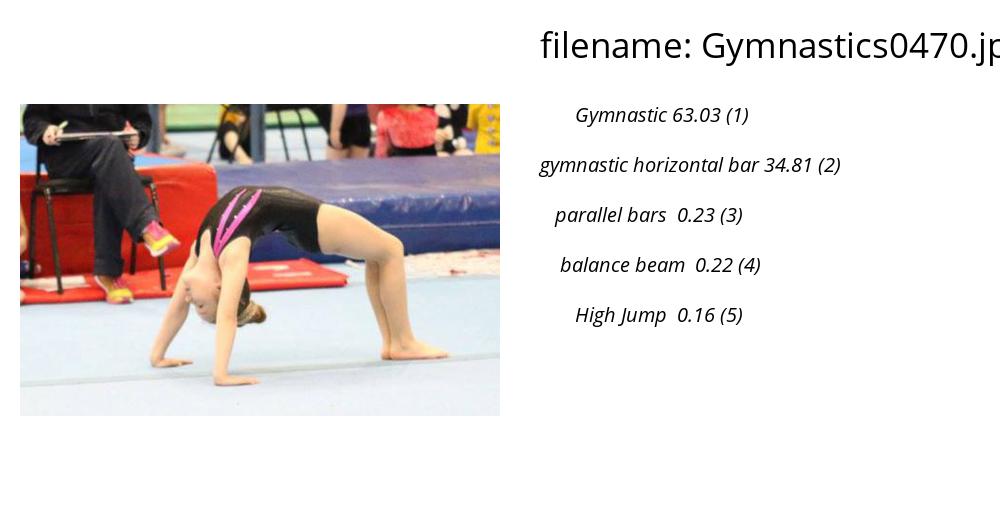 filename: Gymnastics0470.jp
Gymnastic 63.03 (1)
gymnastic horizontal bar 34.81 (2)
parallel bars 0.23 (3)
balance beam 0.22 (4)
High Jump 0.16 (5)